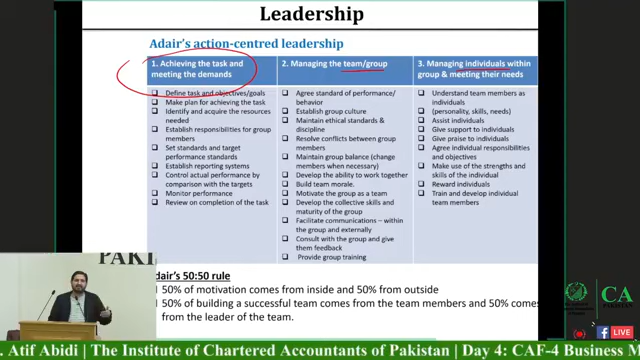 Leadership
Adair's action-centred leadership
1. Achieving the task and
meeting the demands
Define task and objectives/goals
Make plan for achieving the task
Identify and acquire the resources
needed
Establish responsibilities for group
members
Set standards and target
performance standards
Establish reporting systems
Control actual performance by
comparison with the targets
Monitor performance
Review on completion of the task
2. Managing the team/group
Agree standard of performance/
behavior
Establish group culture
Maintain ethical standards &
discipline
Resolve conflicts between group
members
Maintain group balance (change
members when necessary)
Develop the ability to work together
Build team morale.
Motivate the group as a team
Develop the collective skills and
maturity of the group
Facilitate communications – within
the group and externally
Consult with the group and give
them feedback
Provide group training
3. Managing individuals within
group & meeting their needs
Understand team members as
individuals
(personality, skills, needs)
Assist individuals
Give support to individuals
Give praise to individuals
Agree individual responsibilities
and objectives
Make use of the strengths and
skills of the individual
Reward individuals
Train and develop individual
team members
Adair's 50:50 rule
50% of motivation comes from inside and 50% from outside
50% of building a successful team comes from the team members and 50% comes
from the leader of the team.
PAKI
CA
PAKISTAN
LIVE
. Atif Abidi | The Institute of Chartered Accountants of Pakistan | Day 4: CAF-4 Business M